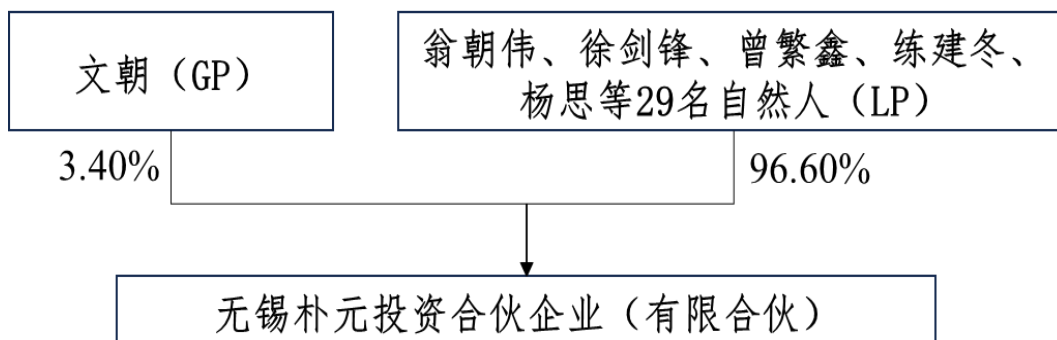 文朝（GP）
翁朝伟、徐剑锋、曾繁鑫、练建冬、
杨思等29名自然人（LP）
3.40%
96.60%
无锡朴元投资合伙企业（有限合伙）